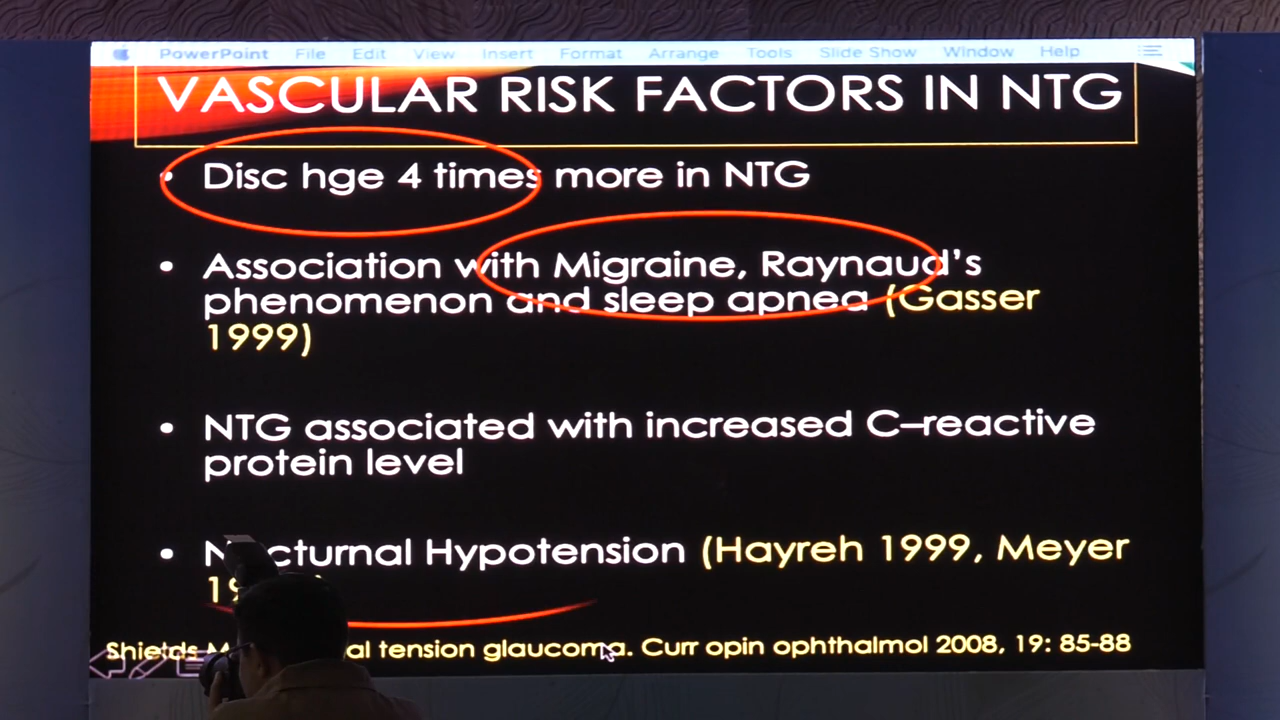 PowerPoint File Edit View Insert Format Arrange Tools Slide Show Window Help
VASCULAR RISK FACTORS IN NTG
• Disc hge 4 times more in NTG
• Association with Migraine, Raynaud's
phenomenon and sleep apnea (Gasser
1999)
• NTG associated with increased C–reactive
protein level
• Nocturnal Hypotension (Hayreh 1999, Meyer
Shields tension glaucoma. Curr opin ophthalmol 2008, 19: 85-88